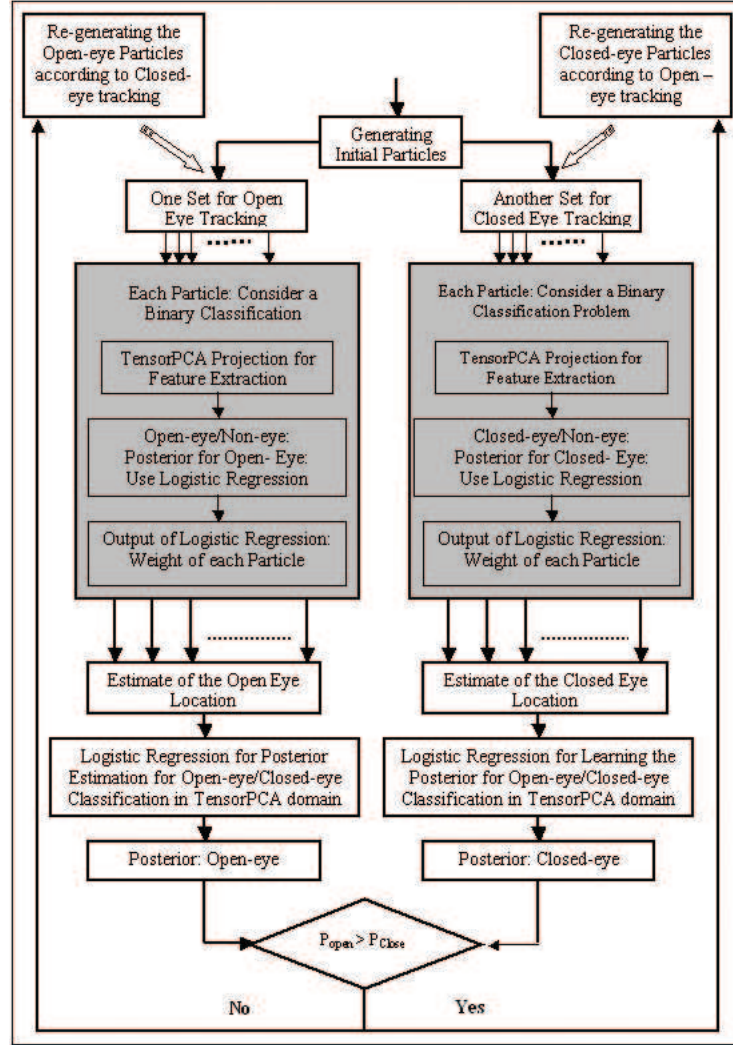 Re-generating the
Open-eye Particles
according to Closed-
eye tracking
Re-generating the
Closed-eye Particles
according to Open –
eye tracking
Generating
Initial Particles
One Set for Open
Eye Tracking
Another Set for
Closed Eye Tracking
Each Particle: Consider a
Binary Classification
TensorPCA Projection for
Feature Extraction
Open-eye/Non-eye:
Posterior for Open- Eye:
Use Logistic Regression
Output of Logistic Regression:
Weight of each Particle
Each Particle: Consider a Binary
Classification Problem
TensorPCA Projection for
Feature Extraction
Closed-eye/Non-eye:
Posterior for Closed- Eye:
Use Logistic Regression
Output of Logistic Regression:
Weight of each Particle
Estimate of the Open Eye
Location
Estimate of the Closed Eye
Location
Logistic Regression for Posterior
Estimation for Open-eye/Closed-eye
Classification in TensorPCA domain
Logistic Regression for Learning the
Posterior for Open-eye/Closed-eye
Classification in TensorPCA domain
Posterior: Open-eye
Posterior: Closed-eye
Popen > PClose
No
Yes